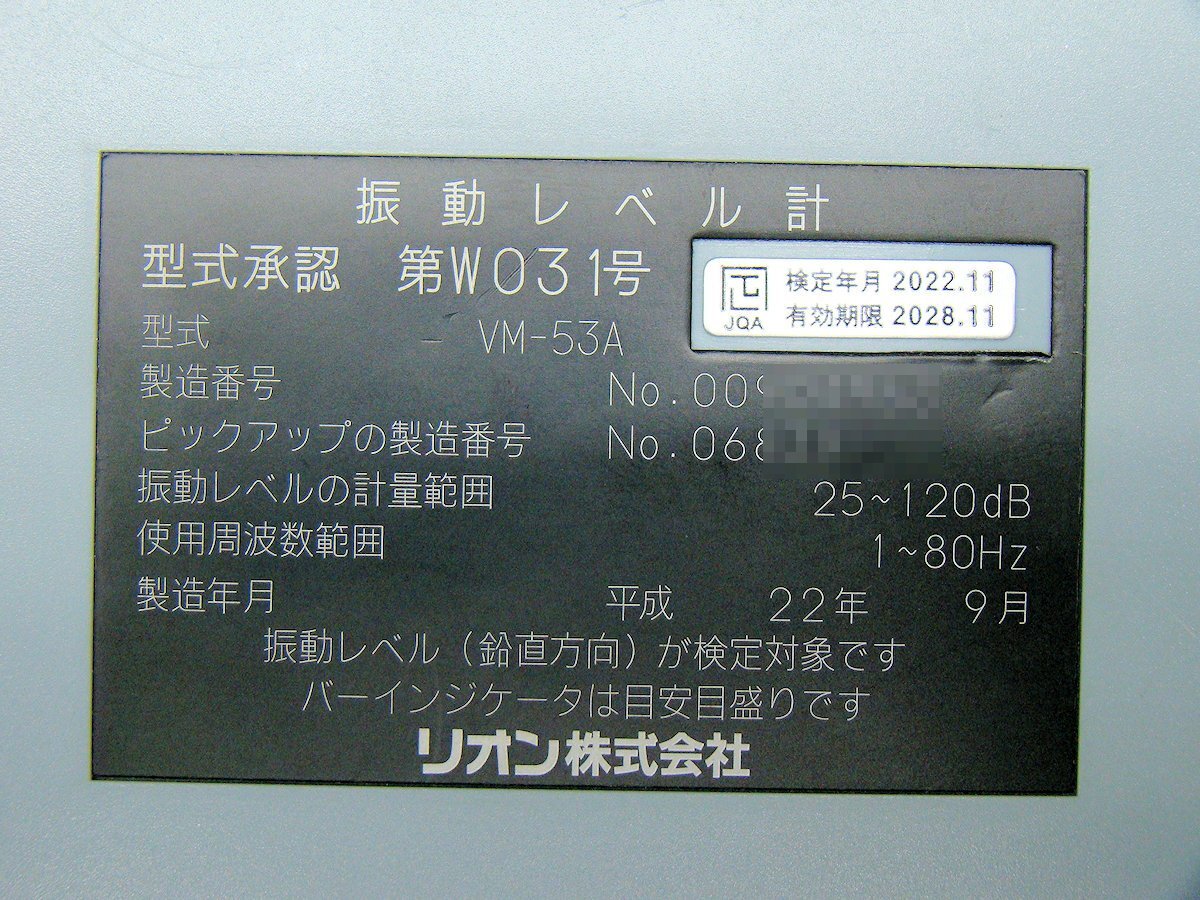 振動レベル計
型式承認 第W031号
検定年月 2022.11
有効期限 2028.11
JQA
型式 VM-53A
製造番号 No.009
ピックアップの製造番号 No.068
振動レベルの計量範囲 25~120dB
使用周波数範囲 1~80Hz
製造年月 平成 22年 9月
振動レベル(鉛直方向)が検定対象です
バーインジケータは目安目盛りです
リオン株式会社